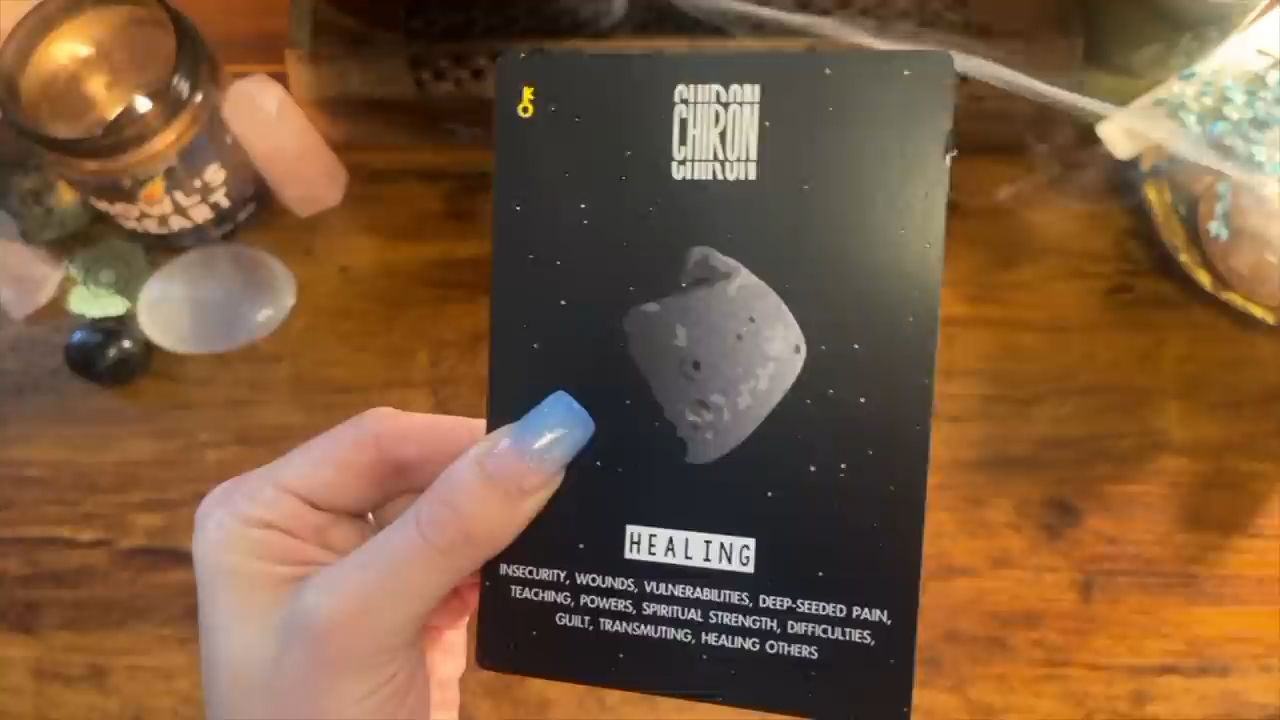 CHIRON
HEALING
INSECURITY, WOUNDS, VULNERABILITIES, DEEP-SEEDED PAIN,
TEACHING, POWERS, SPIRITUAL STRENGTH, DIFFICULTIES,
GUILT, TRANSMUTING, HEALING OTHERS